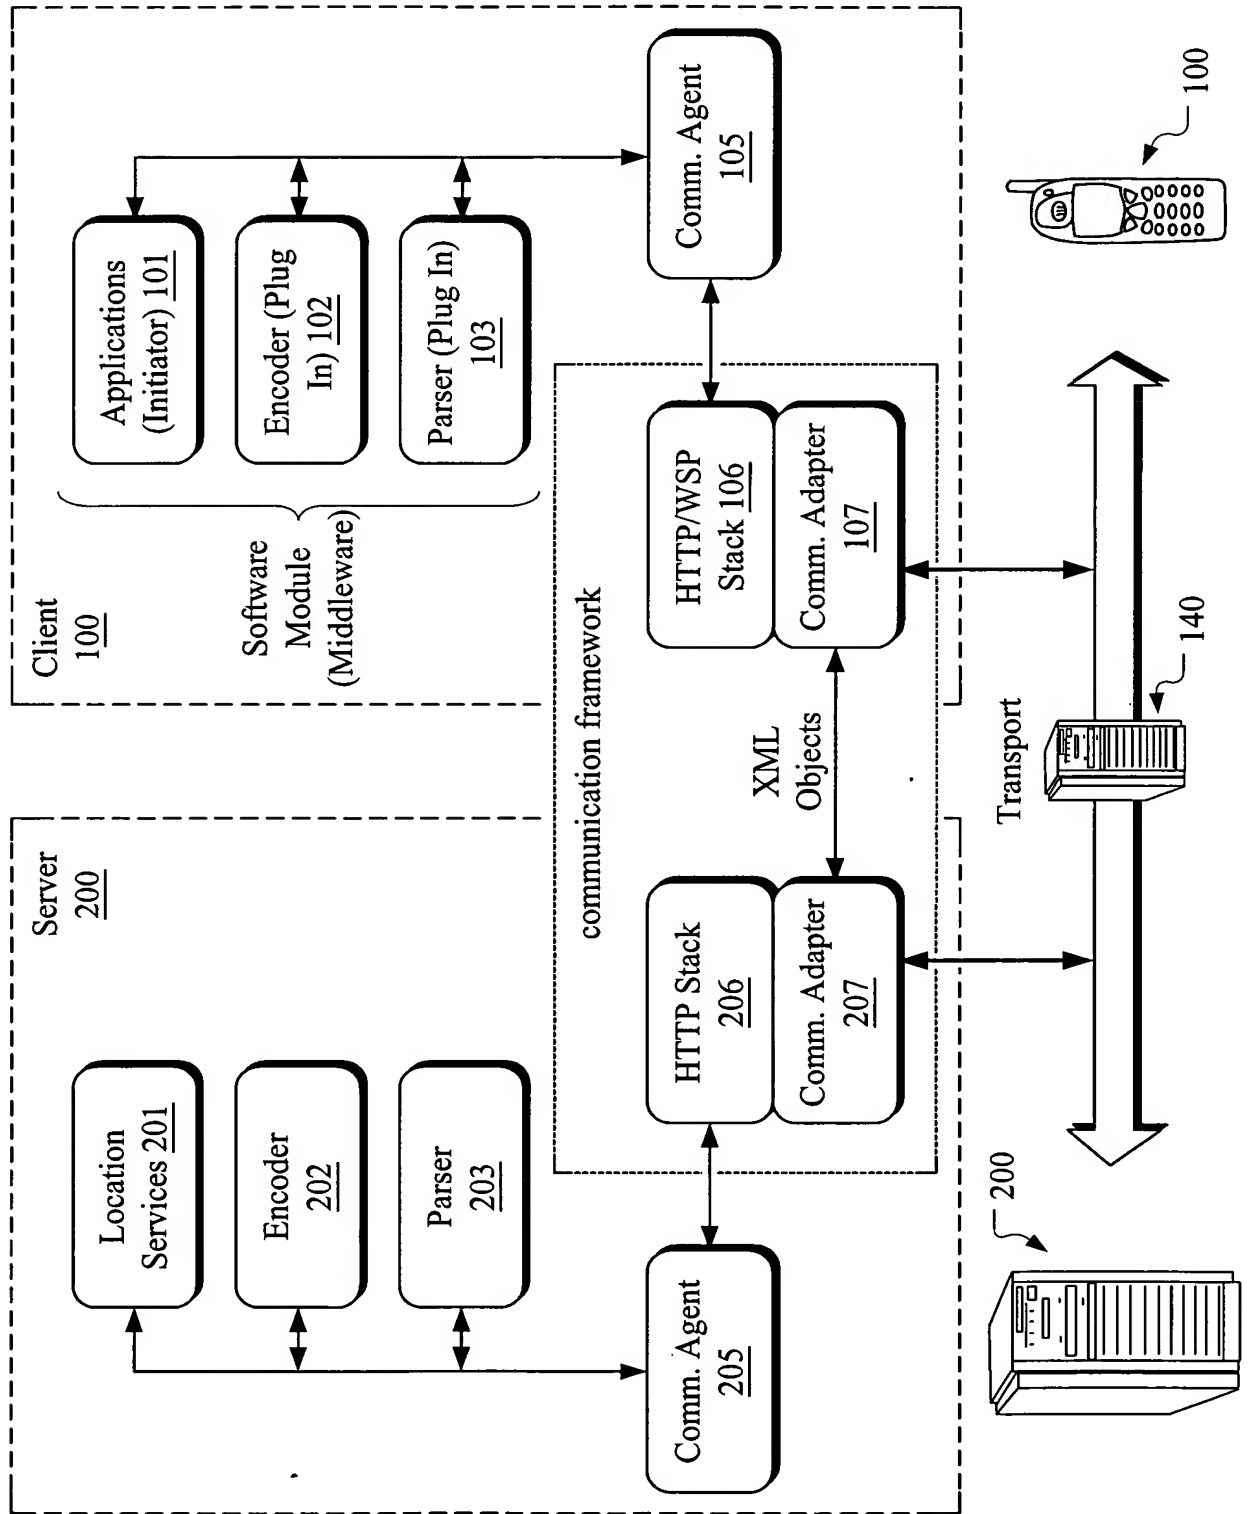 Server
200
Location
Services 201
Encoder
202
Parser
203
Comm. Agent
205
Client
100
Software
Module
(Middleware)
Applications
(Initiator) 101
Encoder (Plug
In) 102
Parser (Plug In)
103
Comm. Agent
105
communication framework
HTTP Stack
206
Comm. Adapter
207
XML
Objects
HTTP/WSP
Stack 106
Comm. Adapter
107
Transport
200
140
100